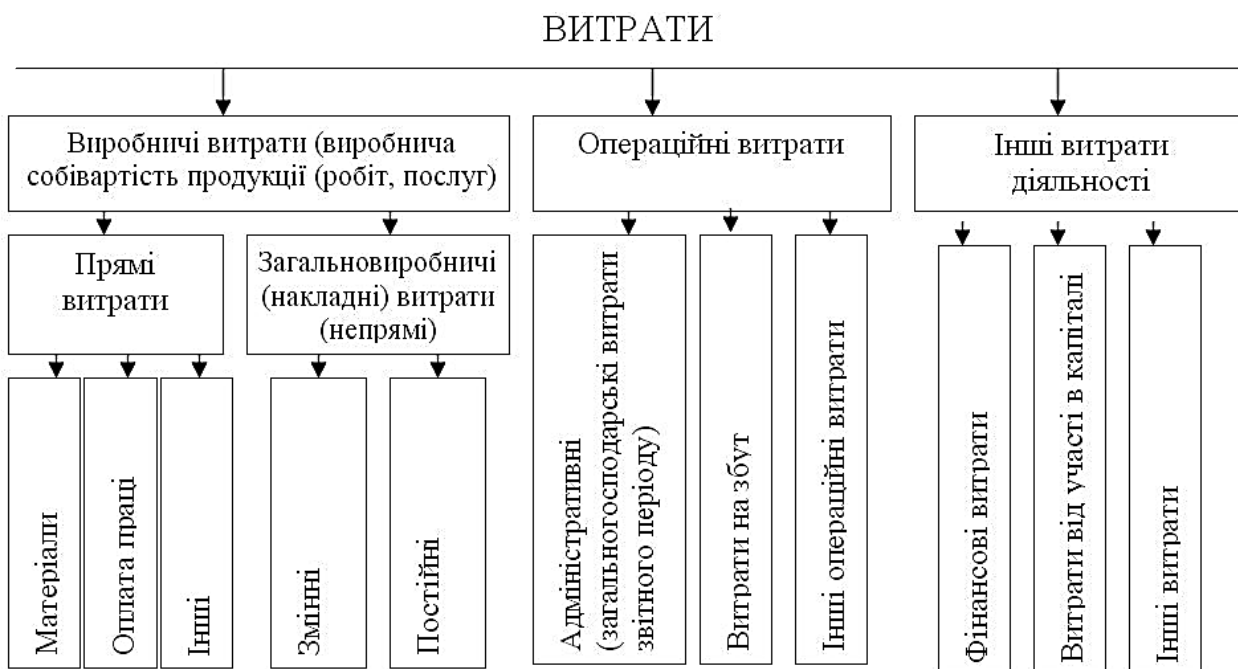 ВИТРАТИ
Виробничі витрати (виробнича
собівартість продукції (робіт, послуг)
Операційні витрати
Інші витрати
діяльності
Прямі
витрати
Загальновиробничі
(накладні) витрати
(непрямі)
Матеріали
Оплата праці
Інші
Змінні
Постійні
Адміністративні
(загальногосподарські витрати
звітного періоду)
Витрати на збут
Інші операційні витрати
Фінансові витрати
Витрати від участі в капіталі
Інші витрати